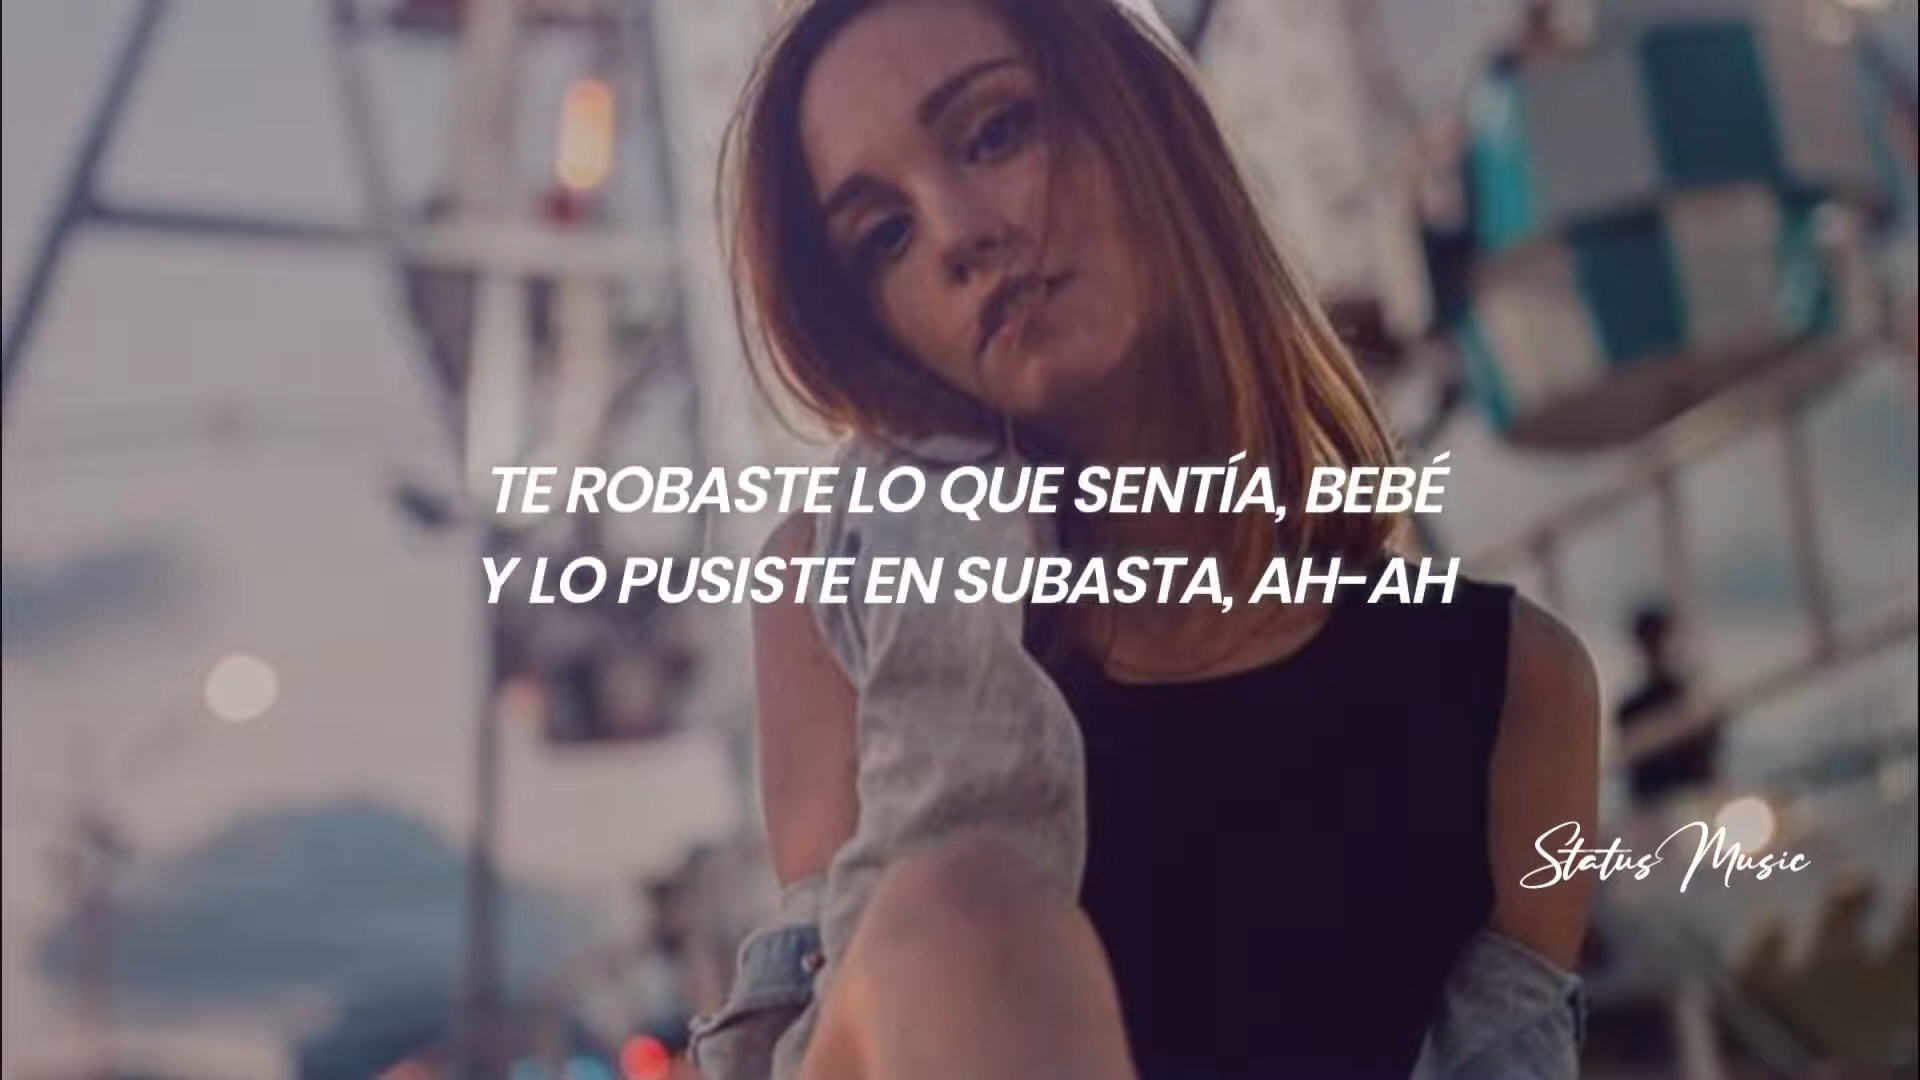 TE ROBASTE LO QUE SENTÍA, BEBÉ
Y LO PUSISTE EN SUBASTA, AH-AH
Status Music